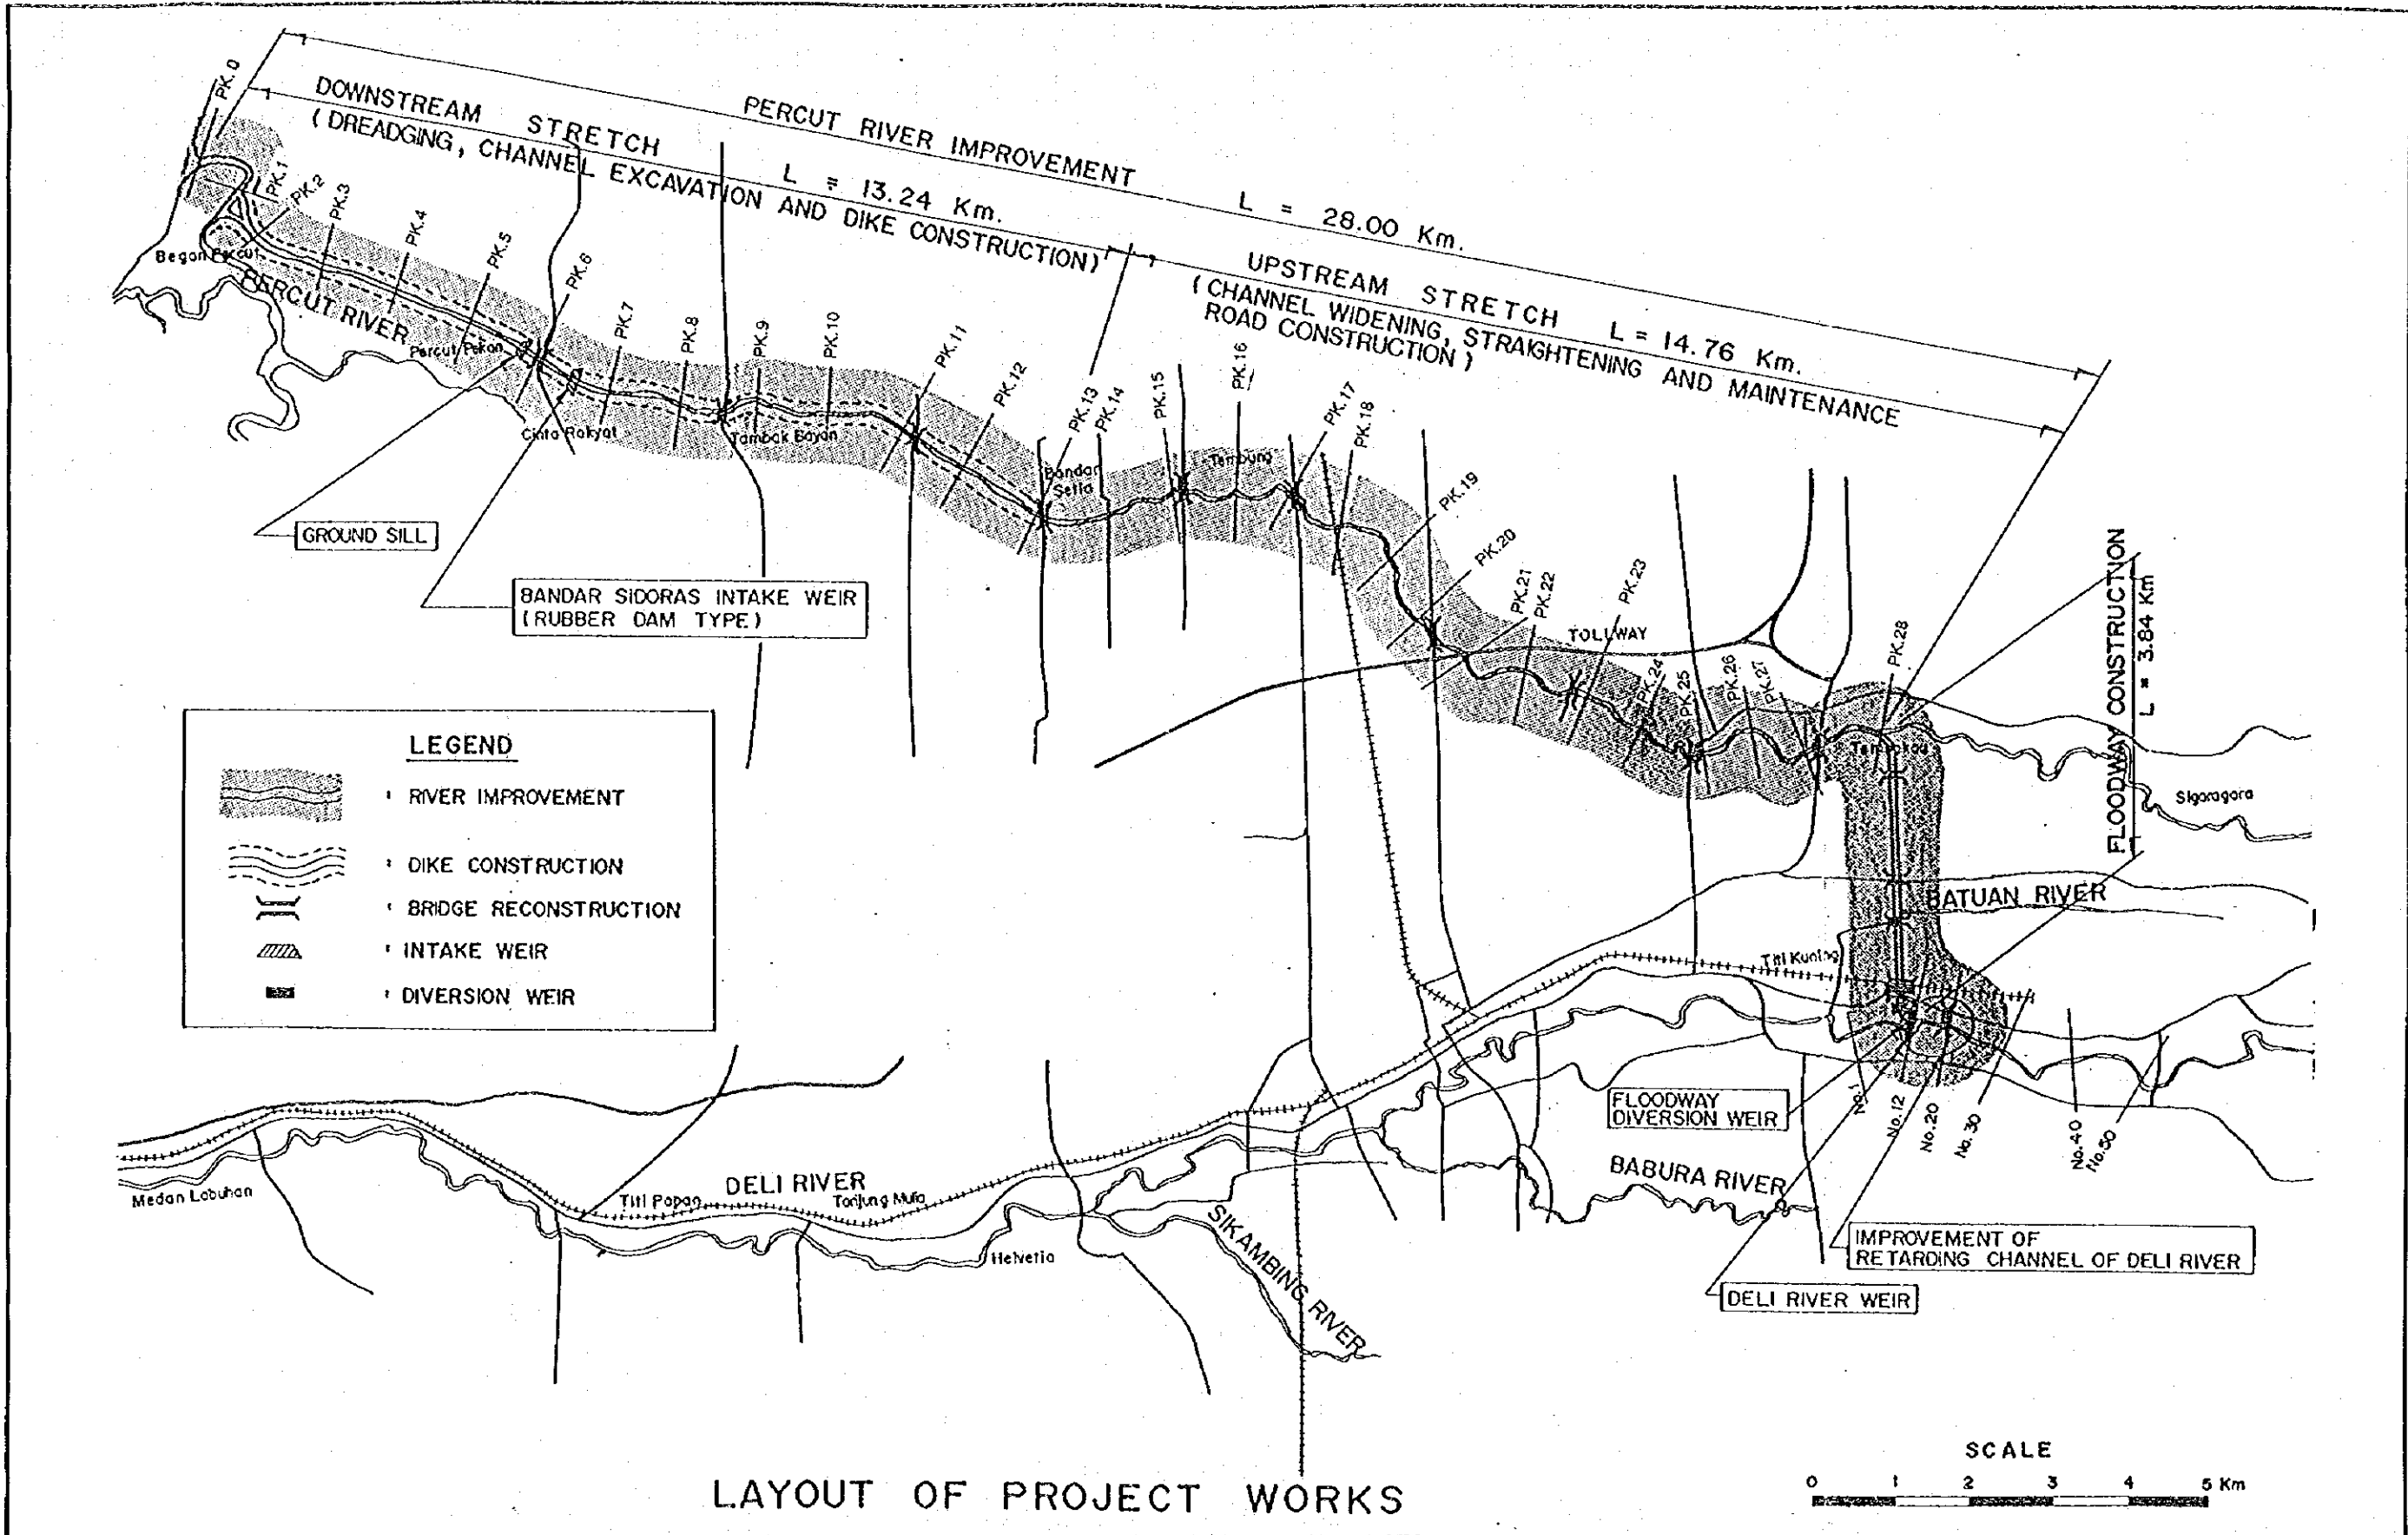 PERCUT RIVER IMPROVEMENT L = 28.00 Km.
DOWNSTREAM STRETCH L = 13.24 Km.
(DREADGING, CHANNEL EXCAVATION AND DIKE CONSTRUCTION)
UPSTREAM STRETCH L = 14.76 Km.
(CHANNEL WIDENING, STRAIGHTENING AND MAINTENANCE
ROAD CONSTRUCTION)
PK.0
PK.1
PK.2
PK.3
PK.4
PK.5
PK.6
PK.7
PK.8
PK.9
PK.10
PK.11
PK.12
PK.13
PK.14
PK.15
PK.16
PK.17
PK.18
PK.19
PK.20
PK.21
PK.22
PK.23
PK.24
PK.25
PK.26
PK.27
PK.28
Began Percut
PERCUT RIVER
Percut Pekan
Cinta Rakyat
Tambak Bayan
Bandar
Setia
Tembung
TOLLWAY
Sigaragara
FLOODWAY CONSTRUCTION
L = 3.84 Km
GROUND SILL
BANDAR SIDORAS INTAKE WEIR
(RUBBER DAM TYPE)
LEGEND
: RIVER IMPROVEMENT
: DIKE CONSTRUCTION
: BRIDGE RECONSTRUCTION
: INTAKE WEIR
: DIVERSION WEIR
BATUAN RIVER
Titi Kuning
FLOODWAY
DIVERSION WEIR
No.1
No.12
No.20
No.30
No.40
No.50
BABURA RIVER
IMPROVEMENT OF
RETARDING CHANNEL OF DELI RIVER
DELI RIVER WEIR
Medan Labuhan
Titi Papan
DELI RIVER
Tanjung Mulia
Helvetia
SIKAMBING RIVER
LAYOUT OF PROJECT WORKS
SCALE
0 1 2 3 4 5 Km